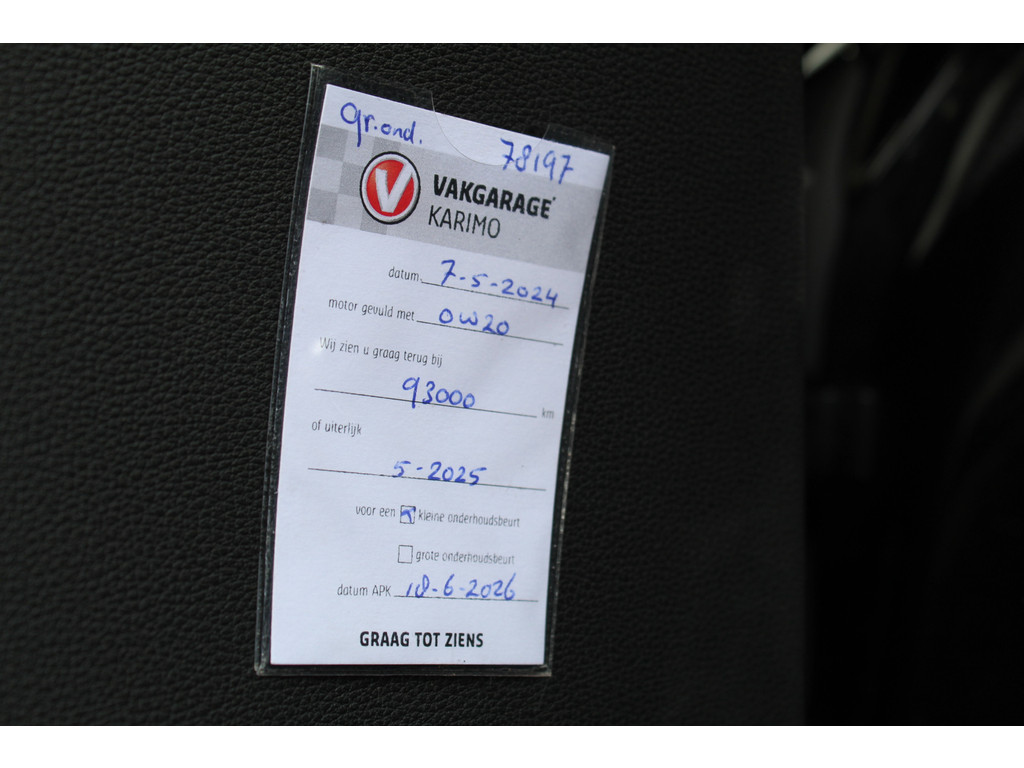 gr.ond.
78197
V
VAKGARAGE
KARIMO
datum 7-5-2024
motor gevuld met 0W20
Wij zien u graag terug bij
93000 km
of uiterlijk
5-2025
voor een kleine onderhoudsbeurt
grote onderhoudsbeurt
datum APK 18-6-2026
GRAAG TOT ZIENS